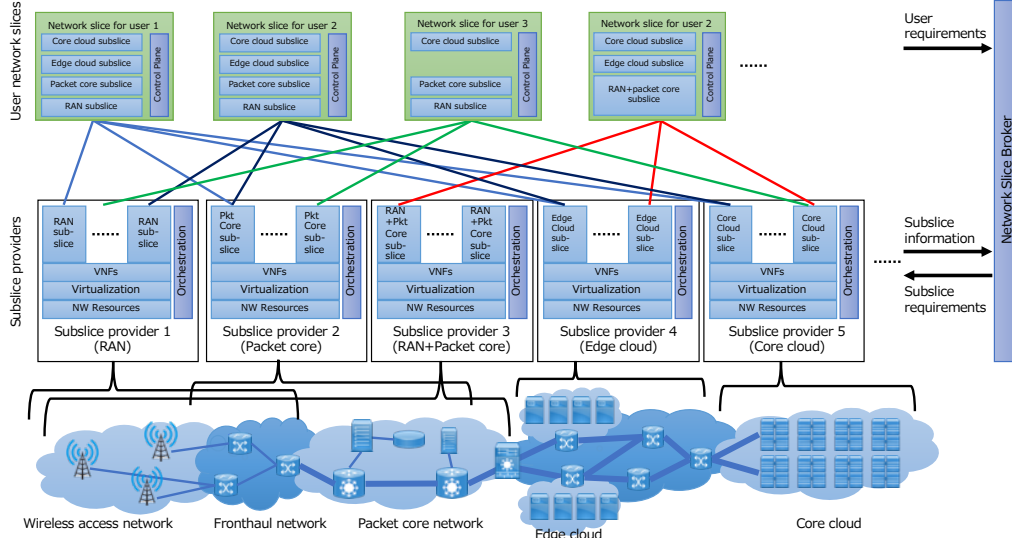 User network slices
Network slice for user 1
Core cloud subslice
Edge cloud subslice
Packet core subslice
RAN subslice
Control Plane
Network slice for user 2
Core cloud subslice
Edge cloud subslice
Packet core subslice
RAN subslice
Control Plane
Network slice for user 3
Core cloud subslice
Packet core subslice
RAN subslice
Control Plane
Network slice for user 2
Core cloud subslice
Edge cloud subslice
RAN+packet core
subslice
Control Plane
......
User
requirements
Network Slice Broker
Subslice providers
RAN
sub-
slice
......
RAN
sub-
slice
VNFs
Virtualization
NW Resources
Orchestration
Subslice provider 1
(RAN)
Pkt
Core
sub-
slice
......
Pkt
Core
sub-
slice
VNFs
Virtualization
NW Resources
Orchestration
Subslice provider 2
(Packet core)
RAN
+Pkt
Core
sub-
slice
......
RAN
+Pkt
Core
sub-
slice
VNFs
Virtualization
NW Resources
Orchestration
Subslice provider 3
(RAN+Packet core)
Edge
Cloud
sub-
slice
......
Edge
Cloud
sub-
slice
VNFs
Virtualization
NW Resources
Orchestration
Subslice provider 4
(Edge cloud)
Core
Cloud
sub-
slice
......
Core
Cloud
sub-
slice
VNFs
Virtualization
NW Resources
Orchestration
Subslice provider 5
(Core cloud)
......
Subslice
information
Subslice
requirements
Wireless access network
Fronthaul network
Packet core network
Edge cloud
Core cloud